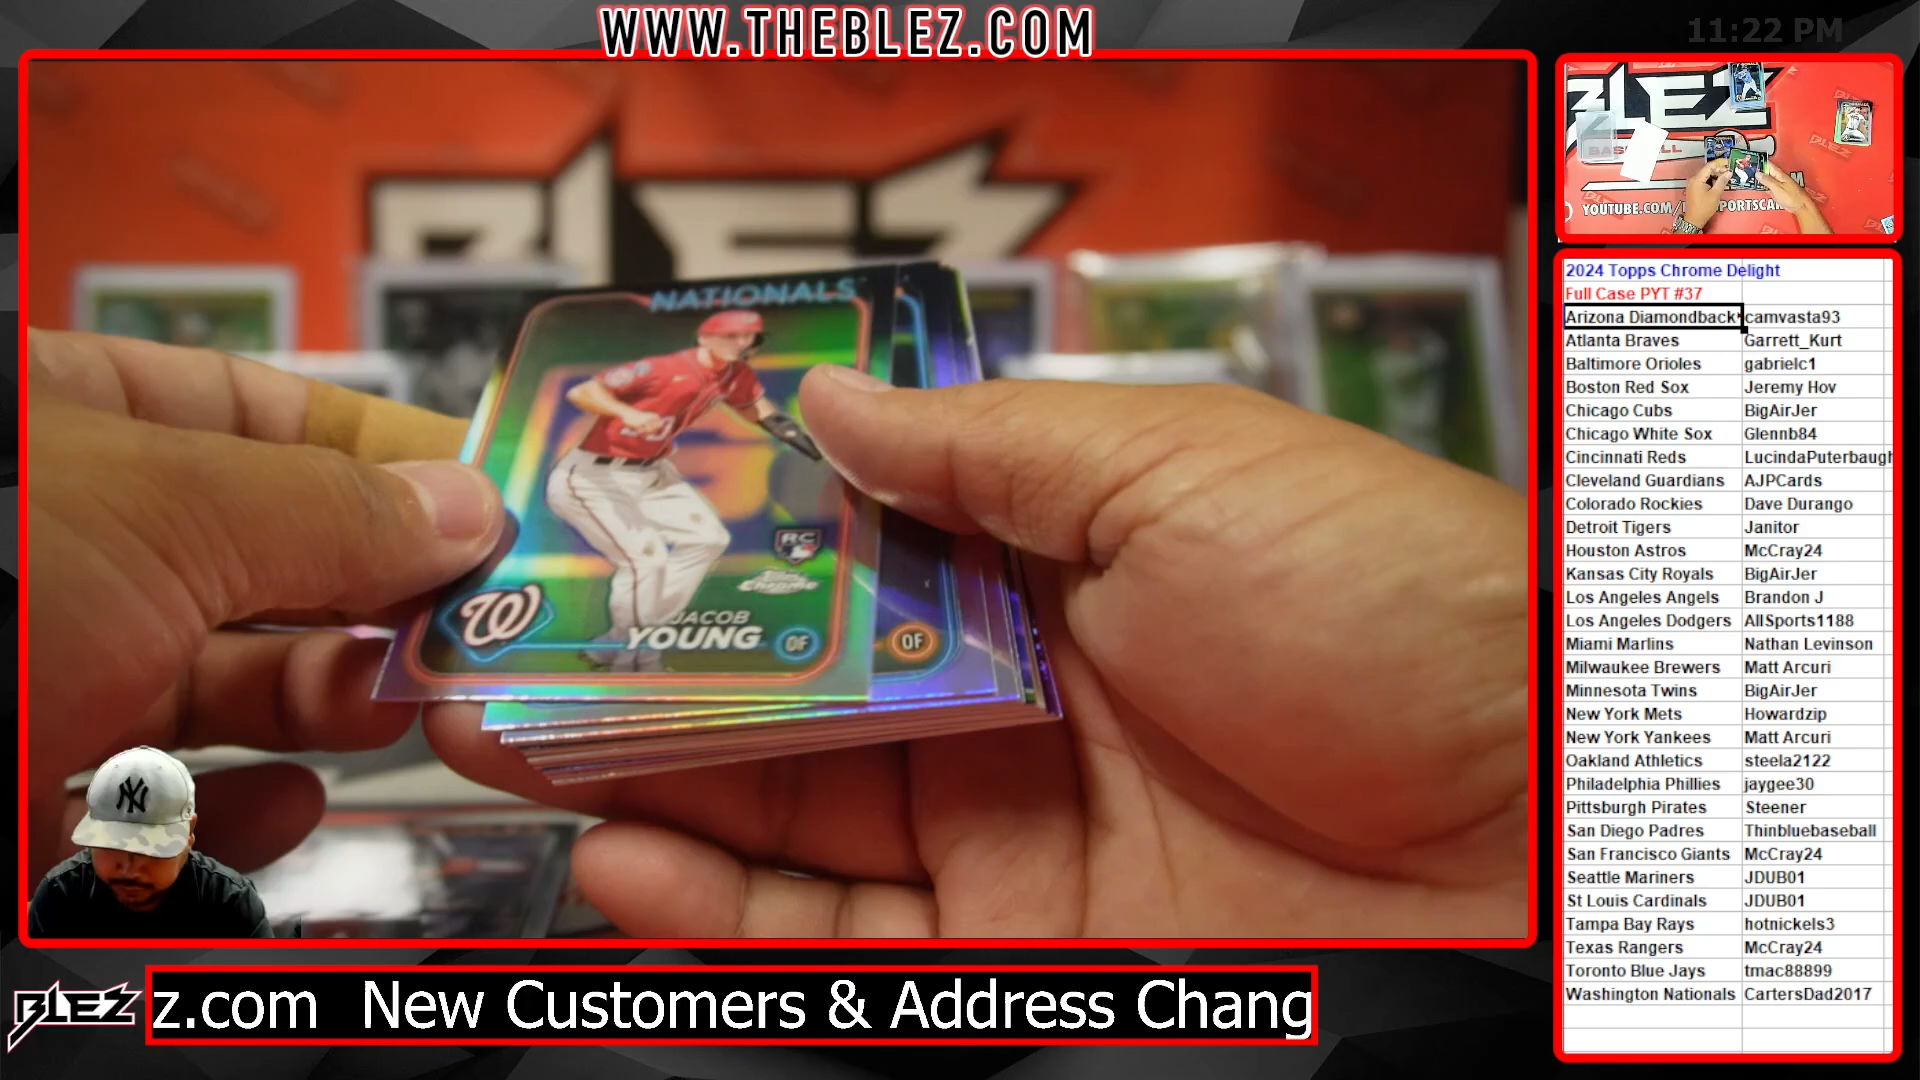 WWW.THEBLEZ.COM
11:22 PM
BLEZ
NATIONALS
RC
Topps Chrome
JACOB
YOUNG
OF
OF
W
NY
BLEZ
BASEBALL
YOUTUBE.COM/
2024 Topps Chrome Delight
Full Case PYT #37
Arizona Diamondback camvasta93
Atlanta Braves Garrett_Kurt
Baltimore Orioles gabrielc1
Boston Red Sox Jeremy Hov
Chicago Cubs BigAirJer
Chicago White Sox Glennb84
Cincinnati Reds LucindaPuterbaugh
Cleveland Guardians AJPCards
Colorado Rockies Dave Durango
Detroit Tigers Janitor
Houston Astros McCray24
Kansas City Royals BigAirJer
Los Angeles Angels Brandon J
Los Angeles Dodgers AllSports1188
Miami Marlins Nathan Levinson
Milwaukee Brewers Matt Arcuri
Minnesota Twins BigAirJer
New York Mets Howardzip
New York Yankees Matt Arcuri
Oakland Athletics steela2122
Philadelphia Phillies jaygee30
Pittsburgh Pirates Steener
San Diego Padres Thinbluebaseball
San Francisco Giants McCray24
Seattle Mariners JDUB01
St Louis Cardinals JDUB01
Tampa Bay Rays hotnickels3
Texas Rangers McCray24
Toronto Blue Jays tmac88899
Washington Nationals CartersDad2017
BLEZ
z.com New Customers & Address Chang